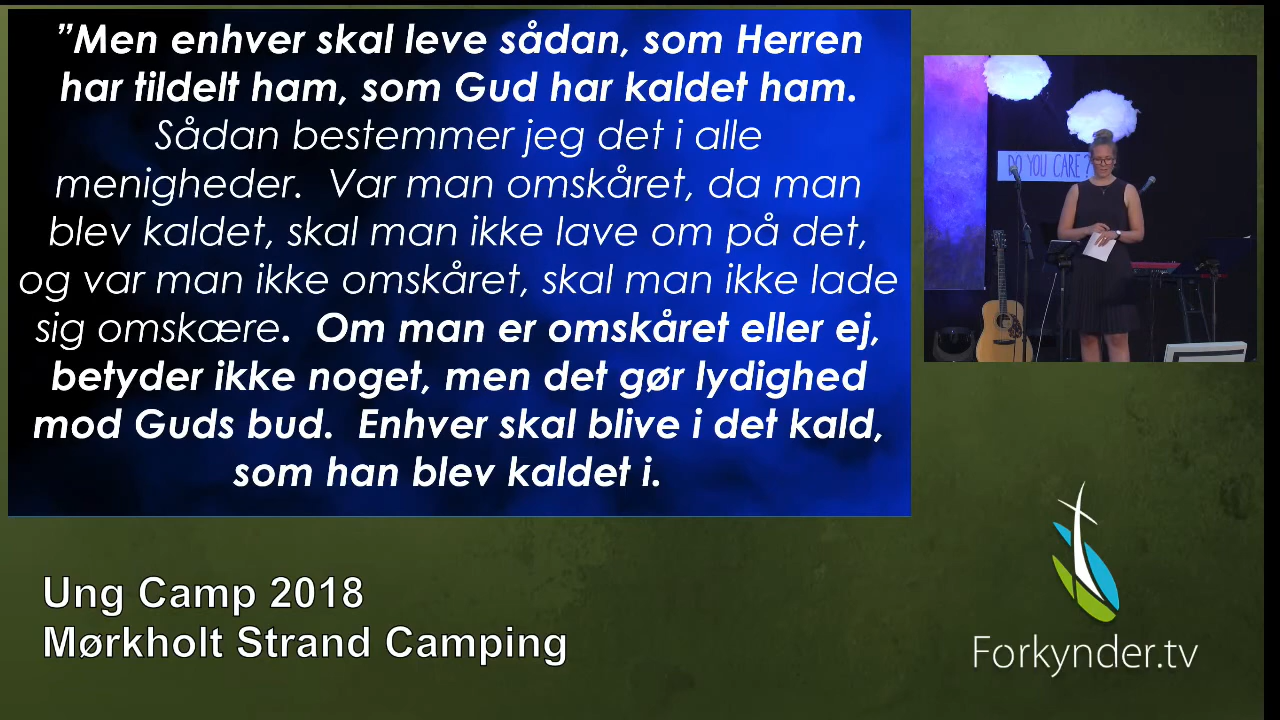 ”Men enhver skal leve sådan, som Herren
har tildelt ham, som Gud har kaldet ham.
Sådan bestemmer jeg det i alle
menigheder.  Var man omskåret, da man
blev kaldet, skal man ikke lave om på det,
og var man ikke omskåret, skal man ikke lade
sig omskære.  Om man er omskåret eller ej,
betyder ikke noget, men det gør lydighed
mod Guds bud.  Enhver skal blive i det kald,
som han blev kaldet i.
DO YOU CARE?
Ung Camp 2018
Mørkholt Strand Camping
Forkynder.tv